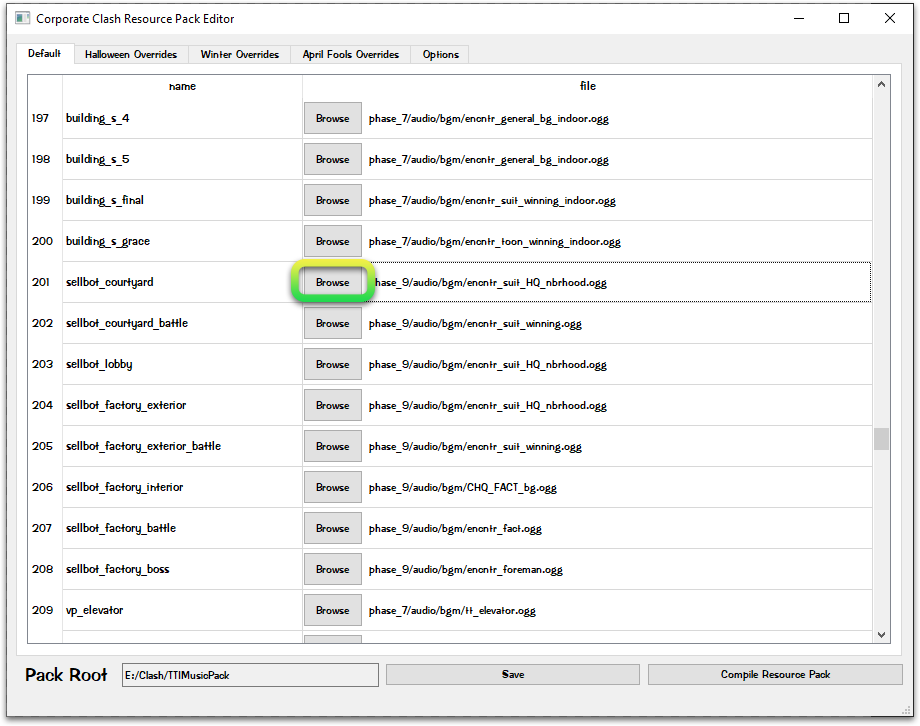 Corporate Clash Resource Pack Editor
Default Halloween Overrides Winter Overrides April Fools Overrides Options
name file
197 building_s_4 Browse phase_7/audio/bgm/encntr_general_bg_indoor.ogg
198 building_s_5 Browse phase_7/audio/bgm/encntr_general_bg_indoor.ogg
199 building_s_final Browse phase_7/audio/bgm/encntr_suit_winning_indoor.ogg
200 building_s_grace Browse phase_7/audio/bgm/encntr_toon_winning_indoor.ogg
201 sellbot_courtyard Browse phase_9/audio/bgm/encntr_suit_HQ_nbrhood.ogg
202 sellbot_courtyard_battle Browse phase_9/audio/bgm/encntr_suit_winning.ogg
203 sellbot_lobby Browse phase_9/audio/bgm/encntr_suit_HQ_nbrhood.ogg
204 sellbot_factory_exterior Browse phase_9/audio/bgm/encntr_suit_HQ_nbrhood.ogg
205 sellbot_factory_exterior_battle Browse phase_9/audio/bgm/encntr_suit_winning.ogg
206 sellbot_factory_interior Browse phase_9/audio/bgm/CHQ_FACT_bg.ogg
207 sellbot_factory_battle Browse phase_9/audio/bgm/encntr_fact.ogg
208 sellbot_factory_boss Browse phase_9/audio/bgm/encntr_foreman.ogg
209 vp_elevator Browse phase_7/audio/bgm/tt_elevator.ogg
Pack Root E:/Clash/TTIMusicPack Save Compile Resource Pack